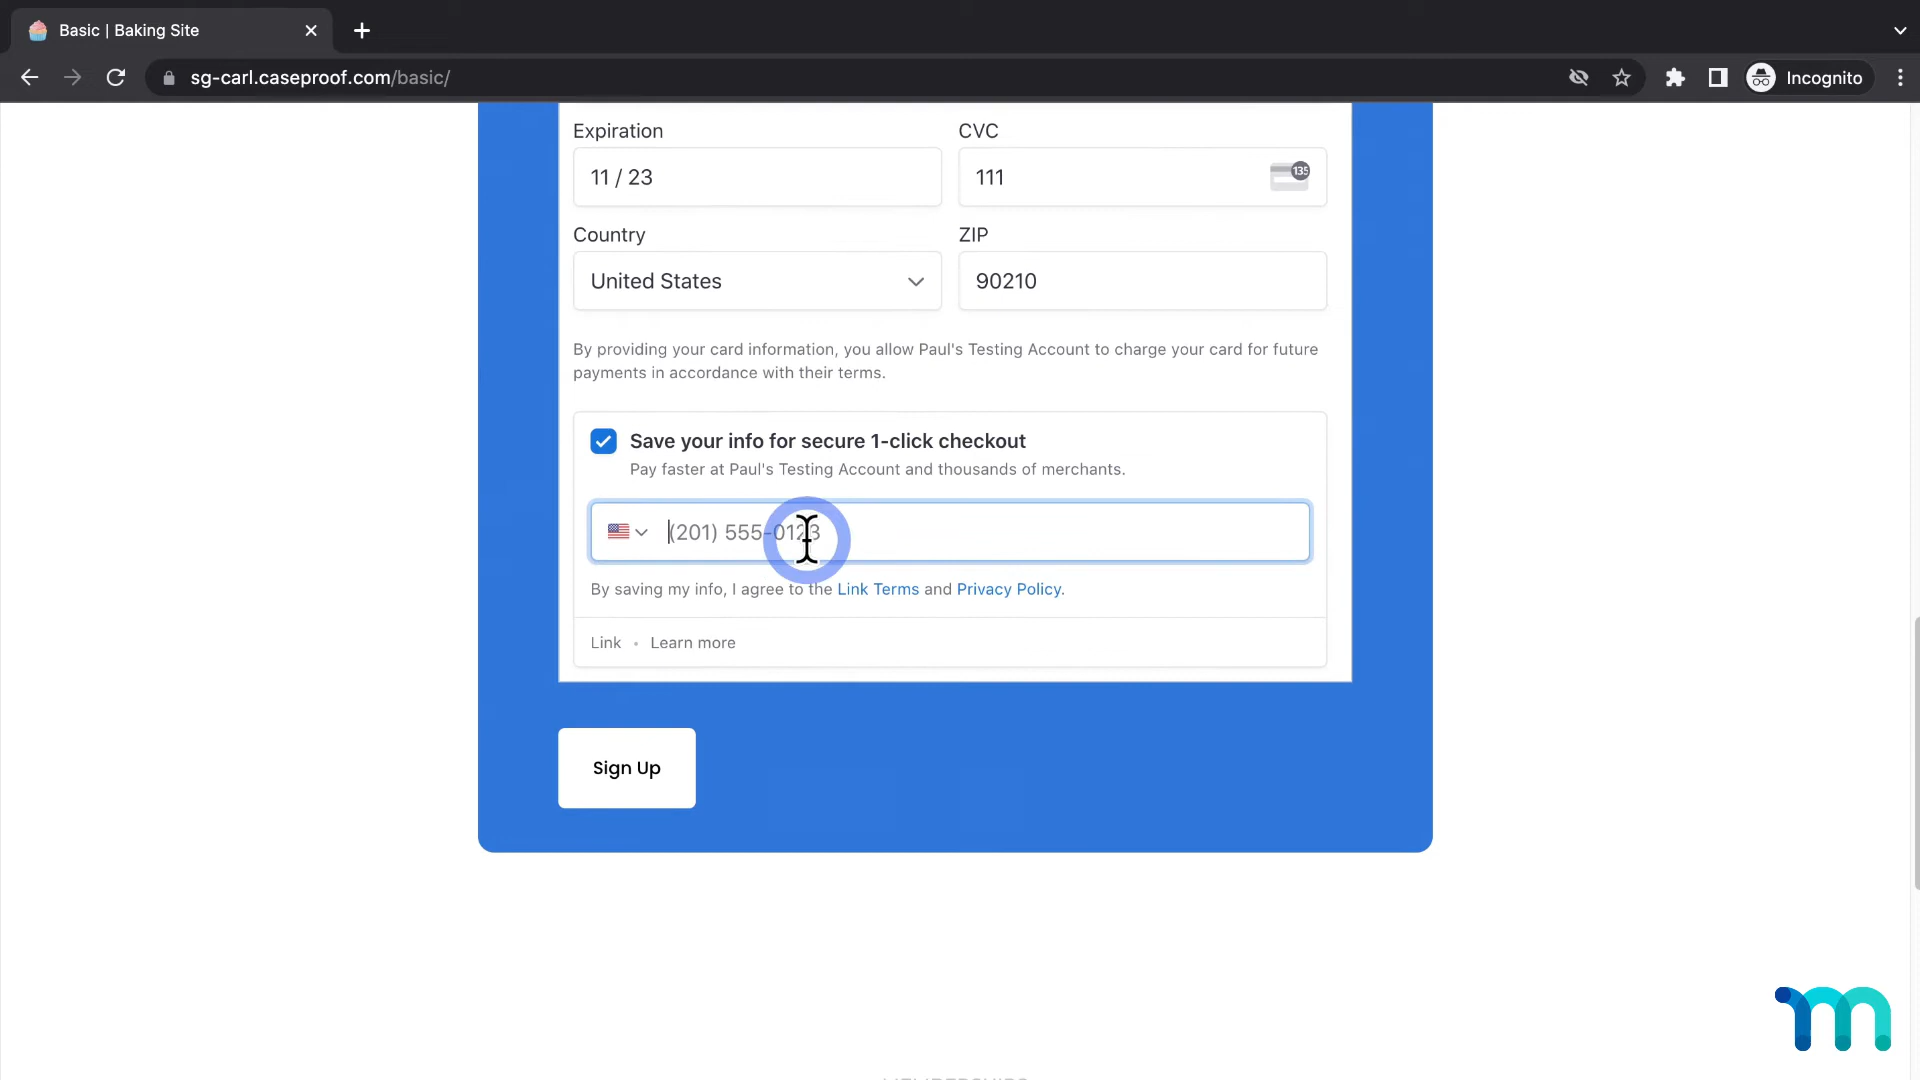 Basic | Baking Site
sg-carl.caseproof.com/basic/
Incognito
Expiration
CVC
11 / 23
111
135
Country
ZIP
United States
90210
By providing your card information, you allow Paul's Testing Account to charge your card for future
payments in accordance with their terms.
Save your info for secure 1-click checkout
Pay faster at Paul's Testing Account and thousands of merchants.
(201) 555-0123
By saving my info, I agree to the Link Terms and Privacy Policy.
Link • Learn more
Sign Up
m